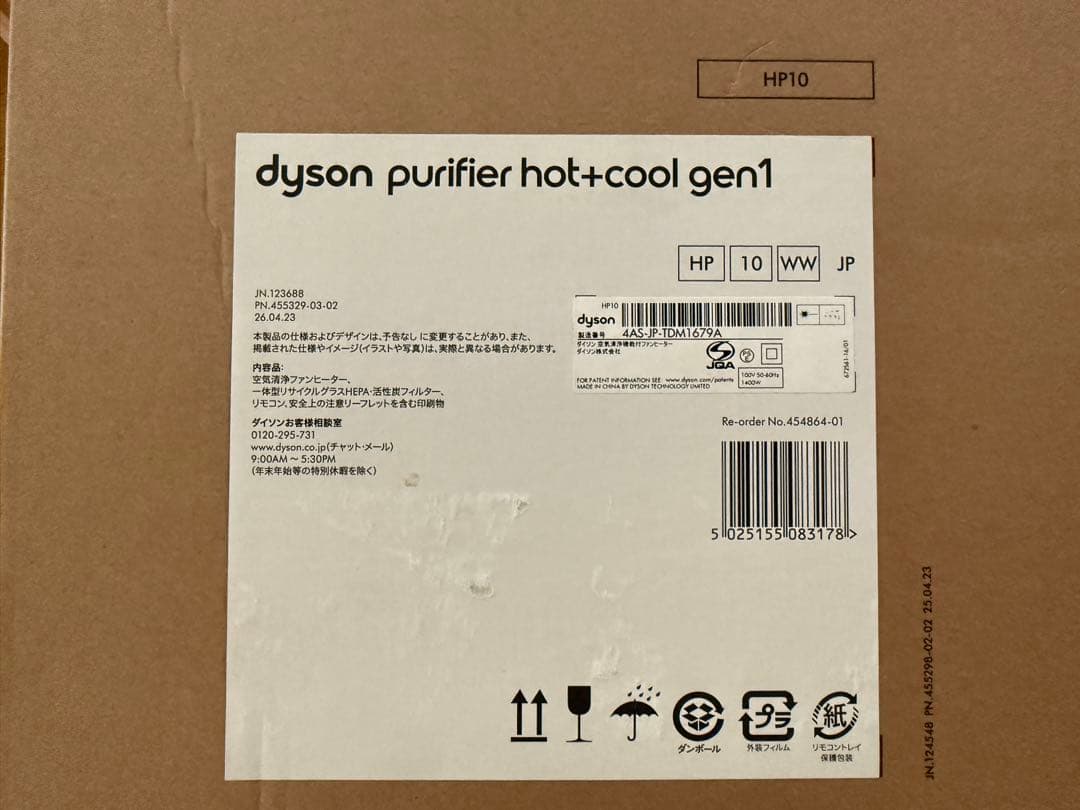 HP10
dyson purifier hot+cool gen1
HP 10 WW JP
JN.123688
PN.455329-03-02
26.04.23
本製品の仕様およびデザインは、予告なしに変更することがあり、また、
掲載された仕様やイメージ(イラストや写真)は、実際と異なる場合があります。
内容品:
空気清浄ファンヒーター、
一体型リサイクルグラスHEPA・活性炭フィルター、
リモコン、安全上の注意リーフレットを含む印刷物
ダイソンお客様相談室
0120-295-731
www.dyson.co.jp(チャット・メール)
9:00AM～5:30PM
(年末年始等の特別休暇を除く)
HP10
dyson
製造番号 4AS-JP-TDM1679A
ダイソン 空気清浄機能付ファンヒーター
ダイソン株式会社
S
JQA
PS
E
100V 50-60Hz
1400W
FOR PATENT INFORMATION SEE: www.dyson.com/patents
MADE IN CHINA BY DYSON TECHNOLOGY LIMITED
672561-16/01
Re-order No.454864-01
5 025155 083178 >
ダンボール
プラ
外装フィルム
紙
リモコントレイ
保護包装
JN.124548 PN.455298-02-02 25.04.23